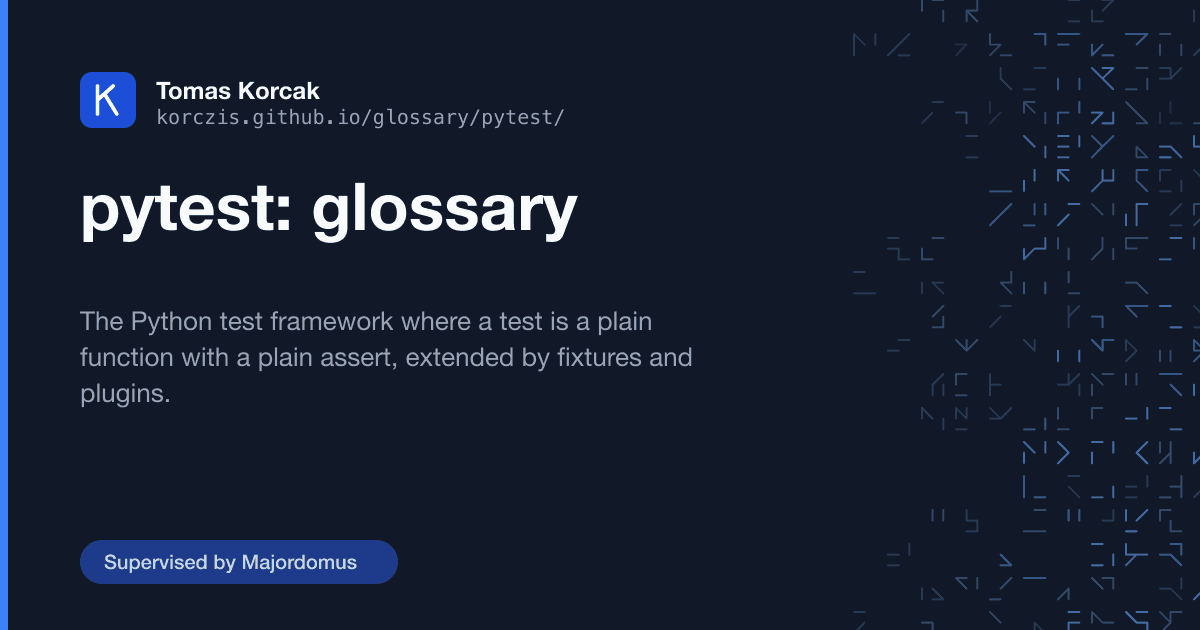 K
Tomas Korcak
korczis.github.io/glossary/pytest/
pytest: glossary
The Python test framework where a test is a plain
function with a plain assert, extended by fixtures and
plugins.
Supervised by Majordomus